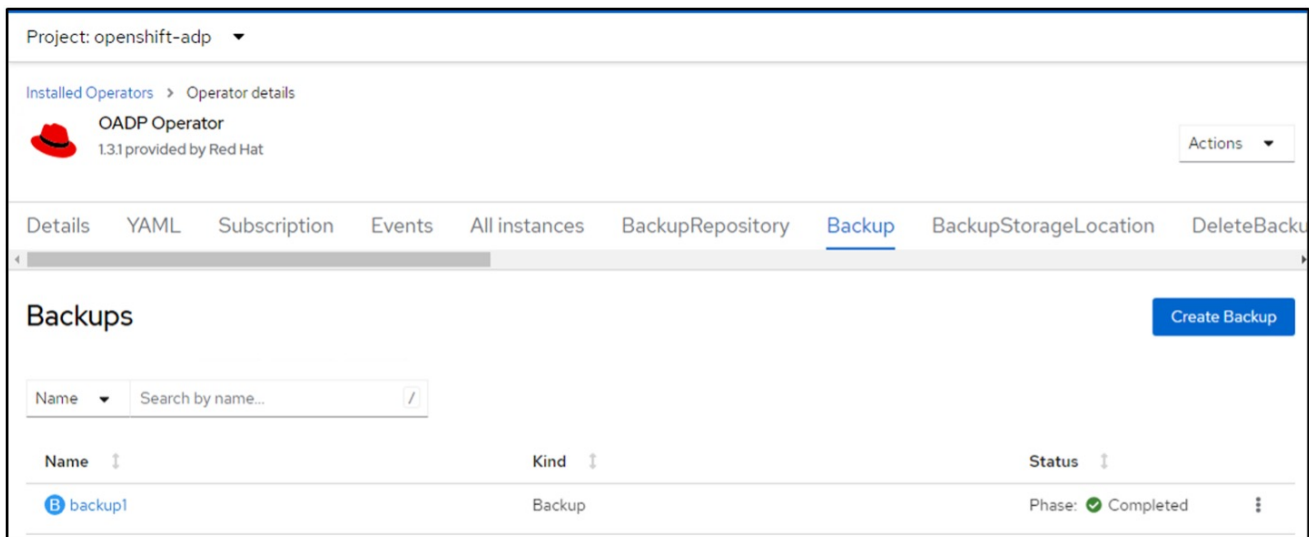 Project: openshift-adp
Installed Operators > Operator details
OADP Operator
1.3.1 provided by Red Hat
Actions
Details YAML Subscription Events All instances BackupRepository Backup BackupStorageLocation DeleteBacku
Backups
Create Backup
Name Search by name... /
Name Kind Status
B backup1 Backup Phase: Completed